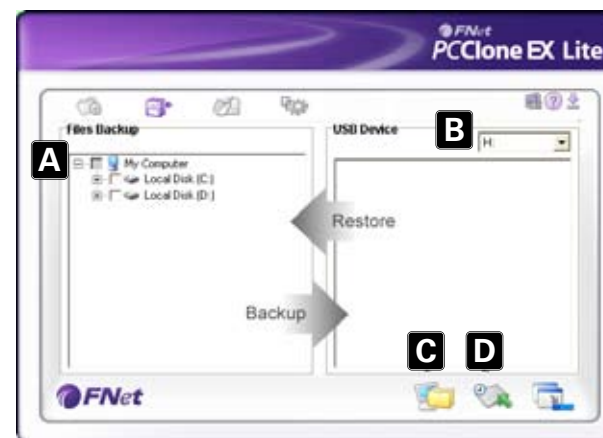 FNet
PCClone EX Lite
Files Backup
USB Device
B
H:
A
My Computer
Local Disk (C:)
Local Disk (D:)
Restore
Backup
C
D
FNet